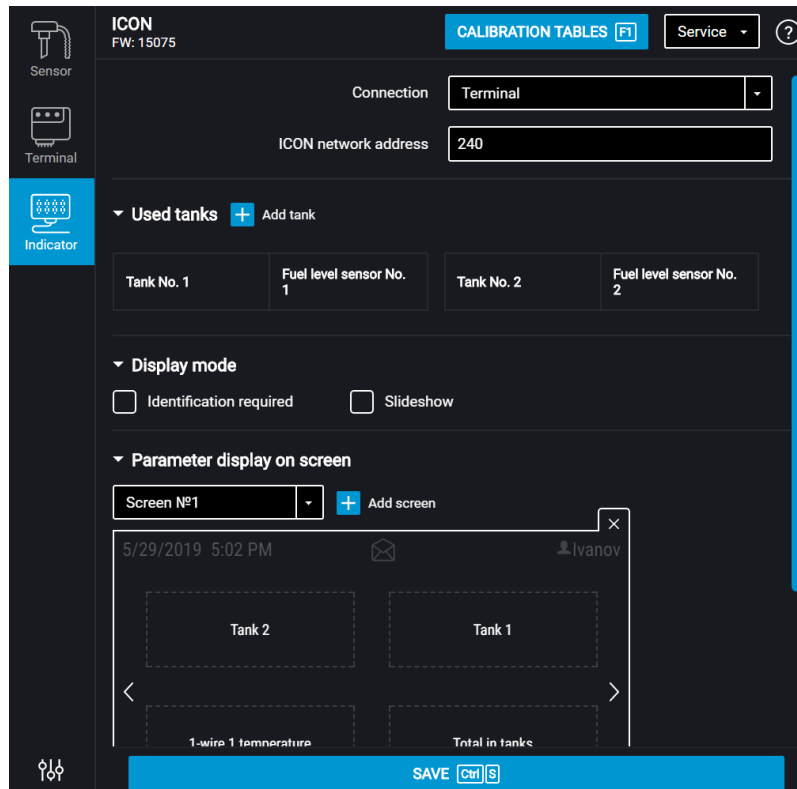 ICON
FW: 15075
CALIBRATION TABLES F1
Service
?
Sensor
Terminal
Indicator
Connection
Terminal
ICON network address
240
Used tanks + Add tank
Tank No. 1
Fuel level sensor No.
1
Tank No. 2
Fuel level sensor No.
2
Display mode
Identification required
Slideshow
Parameter display on screen
Screen №1
+ Add screen
5/29/2019 5:02 PM
Ivanov
Tank 2
Tank 1
1-wire 1 temperature
Total in tanks
SAVE Ctrl S